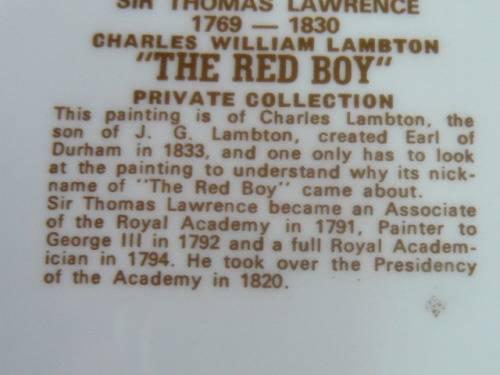 SIR THOMAS LAWRENCE
1769 — 1830
CHARLES WILLIAM LAMBTON
"THE RED BOY"
PRIVATE COLLECTION
This painting is of Charles Lambton, the
son of J. G. Lambton, created Earl of
Durham in 1833, and one only has to look
at the painting to understand why its nick-
name of "The Red Boy" came about.
Sir Thomas Lawrence became an Associate
of the Royal Academy in 1791, Painter to
George III in 1792 and a full Royal Academ-
ician in 1794. He took over the Presidency
of the Academy in 1820.